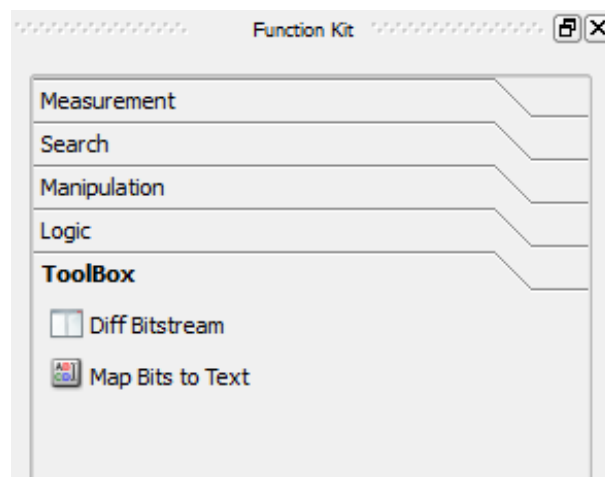 Function Kit
Measurement
Search
Manipulation
Logic
ToolBox
Diff Bitstream
Map Bits to Text